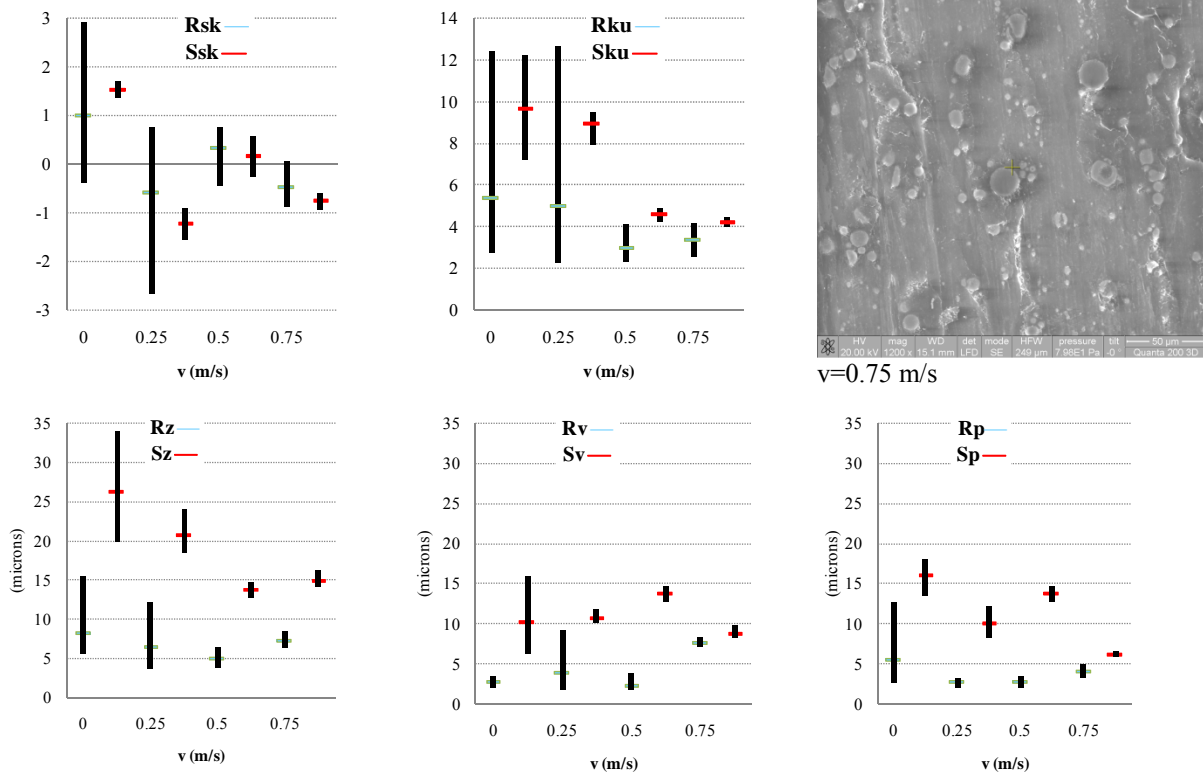 Rsk
Ssk
3
2
1
0
-1
-2
-3
0 0.25 0.5 0.75
v (m/s)
Rku
Sku
14
12
10
8
6
4
2
0
0 0.25 0.5 0.75
v (m/s)
HV mag WD det mode HFW pressure tilt 50 µm
20.00 kV 1200 x 15.1 mm LFD SE 249 µm 7.98E1 Pa -0 ° Quanta 200 3D
v=0.75 m/s
Rz
Sz
(microns)
35
30
25
20
15
10
5
0
0 0.25 0.5 0.75
v (m/s)
Rv
Sv
(microns)
35
30
25
20
15
10
5
0
0 0.25 0.5 0.75
v (m/s)
Rp
Sp
(microns)
35
30
25
20
15
10
5
0
0 0.25 0.5 0.75
v (m/s)